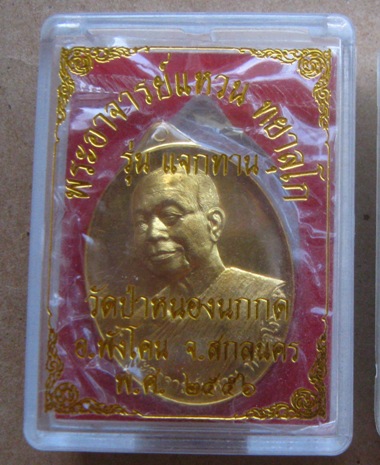 พระอาจารย์แหวน ทยาลุโก
รุ่น แจกทาน
วัดป่าหนองนกกด
อ.พังโคน จ.สกลนคร
พ.ศ. ๒๕๕๖